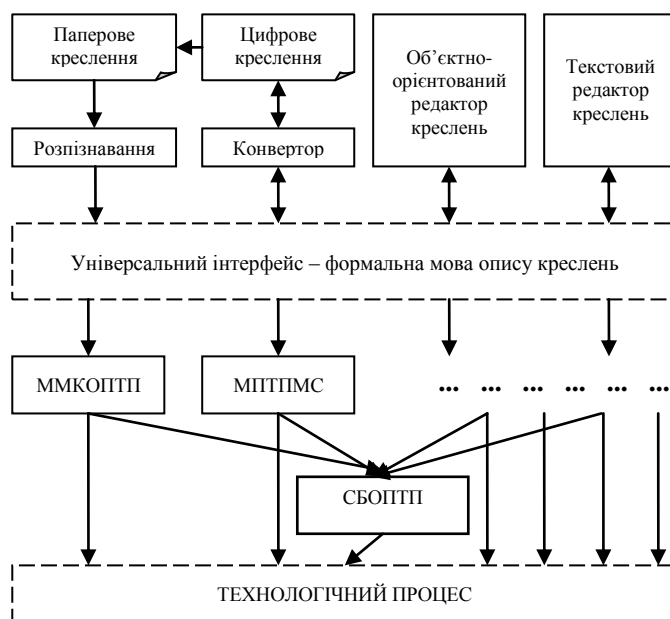 Паперове
креслення
Цифрове
креслення
Об’єктно-
орієнтований
редактор
креслень
Текстовий
редактор
креслень
Розпізнавання
Конвертор
Універсальний інтерфейс – формальна мова опису креслень
ММКОПТП
МПТПМС
... ... ... ... ... ...
СБОПТП
ТЕХНОЛОГІЧНИЙ ПРОЦЕС